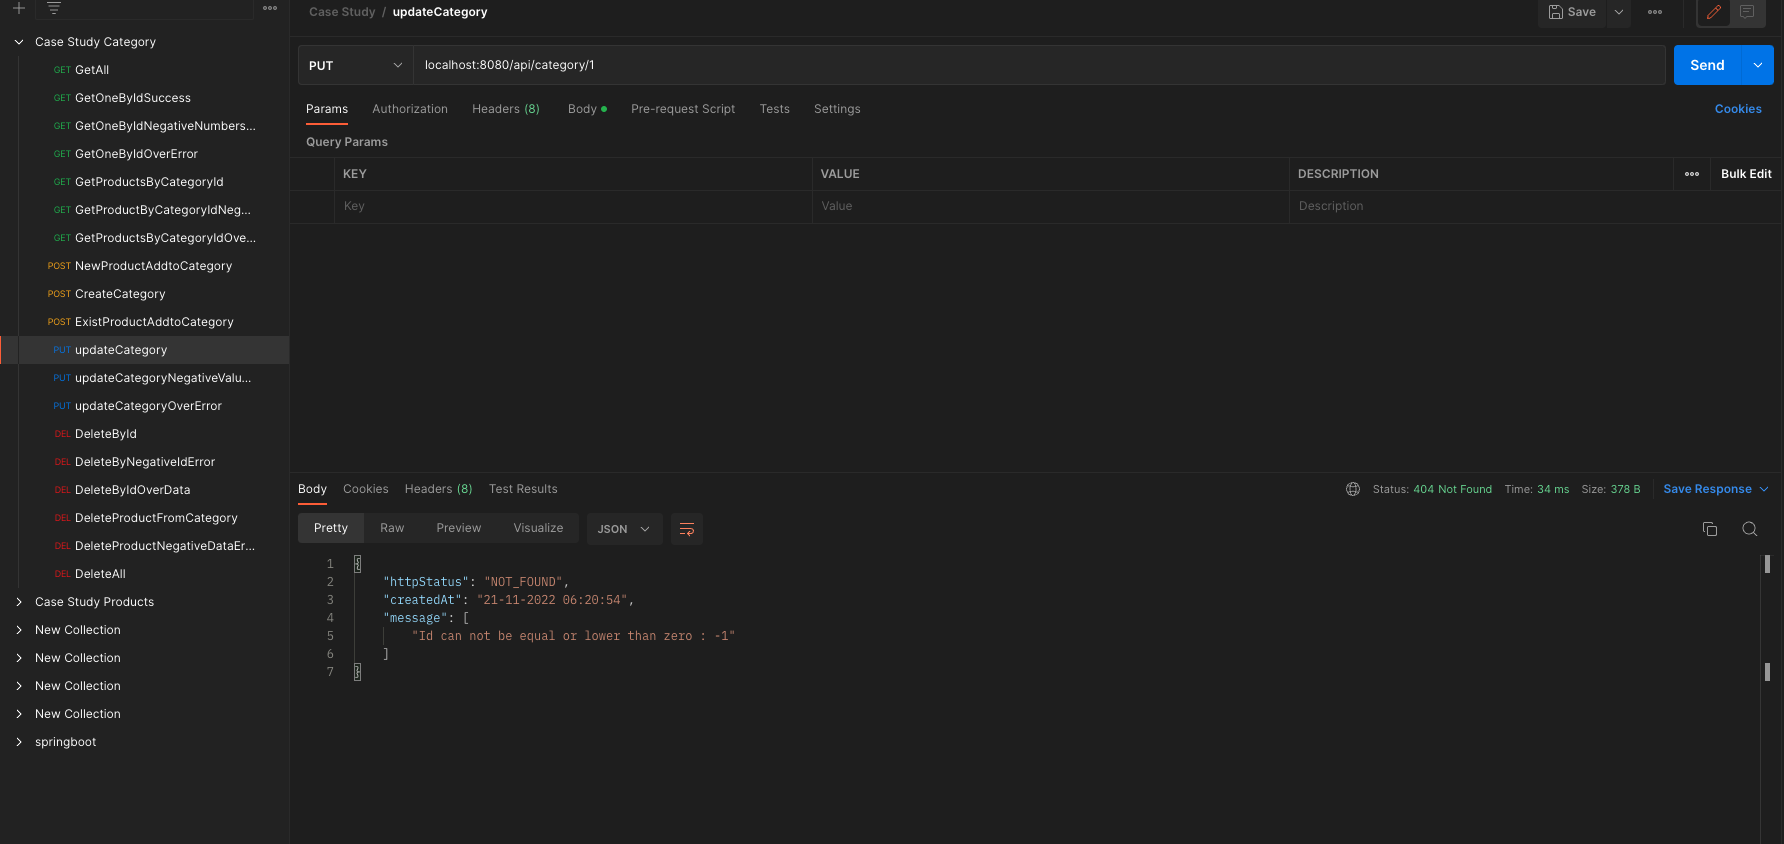 Case Study / updateCategory
Save
Case Study Category
GET GetAll
GET GetOneByIdSuccess
GET GetOneByIdNegativeNumbers...
GET GetOneByIdOverError
GET GetProductsByCategoryId
GET GetProductByCategoryIdNeg...
GET GetProductsByCategoryIdOve...
POST NewProductAddtoCategory
POST CreateCategory
POST ExistProductAddtoCategory
PUT updateCategory
PUT updateCategoryNegativeValu...
PUT updateCategoryOverError
DEL DeleteById
DEL DeleteByNegativeIdError
DEL DeleteByIdOverData
DEL DeleteProductFromCategory
DEL DeleteProductNegativeDataEr...
DEL DeleteAll
Case Study Products
New Collection
New Collection
New Collection
New Collection
springboot
PUT localhost:8080/api/category/1 Send
Params Authorization Headers (8) Body Pre-request Script Tests Settings Cookies
Query Params
KEY VALUE DESCRIPTION Bulk Edit
Key Value Description
Body Cookies Headers (8) Test Results Status: 404 Not Found Time: 34 ms Size: 378 B Save Response
Pretty Raw Preview Visualize JSON
1 {
2 "httpStatus": "NOT_FOUND",
3 "createdAt": "21-11-2022 06:20:54",
4 "message": [
5 "Id can not be equal or lower than zero : -1"
6 ]
7 }